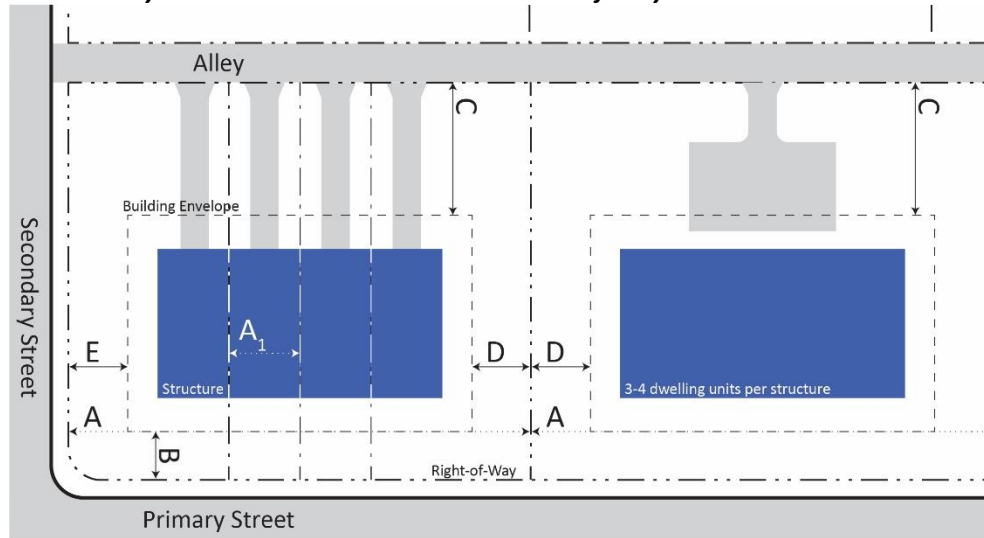 Alley
C
C
Building Envelope
Secondary Street
A1
E
D
D
Structure
3-4 dwelling units per structure
A
A
B
Right-of-Way
Primary Street